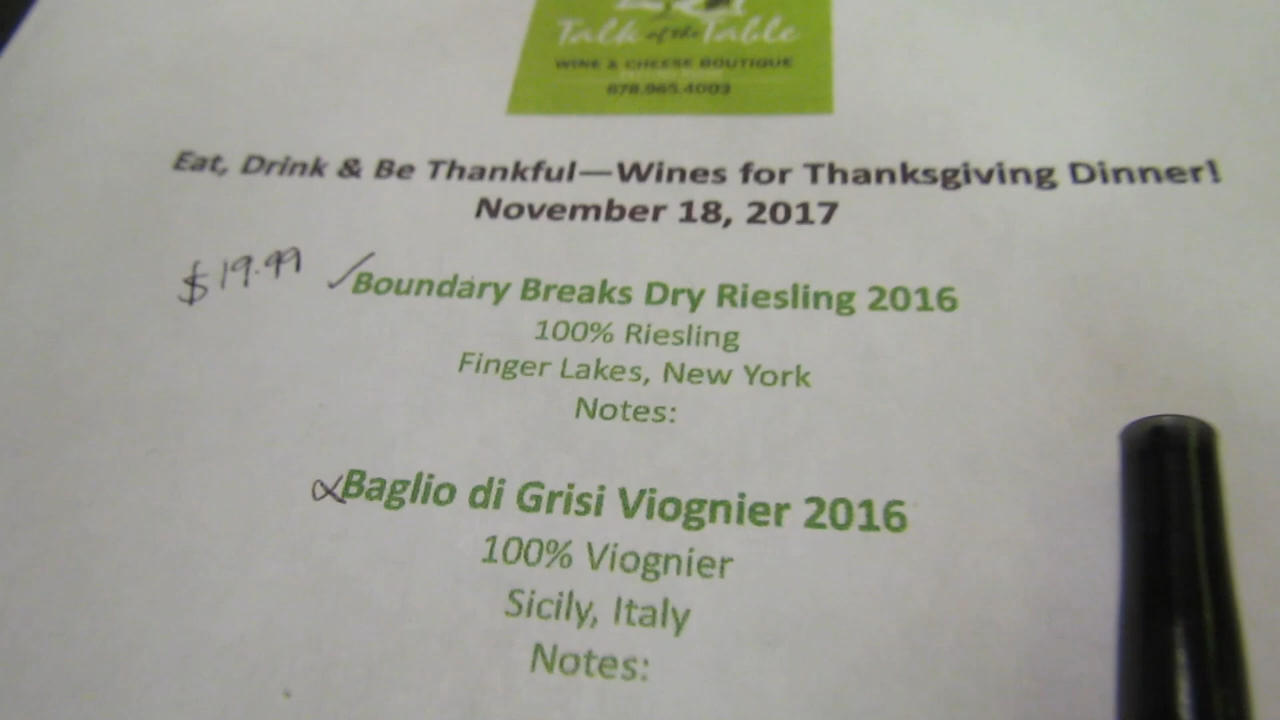 Talk of the Table
WINE & CHEESE BOUTIQUE
678.965.4003
Eat, Drink & Be Thankful—Wines for Thanksgiving Dinner!
November 18, 2017
$19.99 ✓Boundary Breaks Dry Riesling 2016
100% Riesling
Finger Lakes, New York
Notes:
Baglio di Grisi Viognier 2016
100% Viognier
Sicily, Italy
Notes: